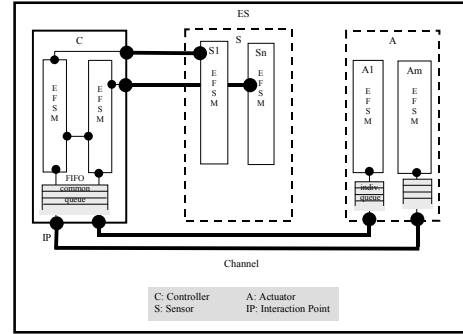 ES
C
S
A
S1
Sn
A1
Am
E
F
S
M
E
F
S
M
E
F
S
M
E
F
S
M
E
F
S
M
E
F
S
M
FIFO
common
queue
indiv.
queue
IP
Channel
C: Controller A: Actuator
S: Sensor IP: Interaction Point